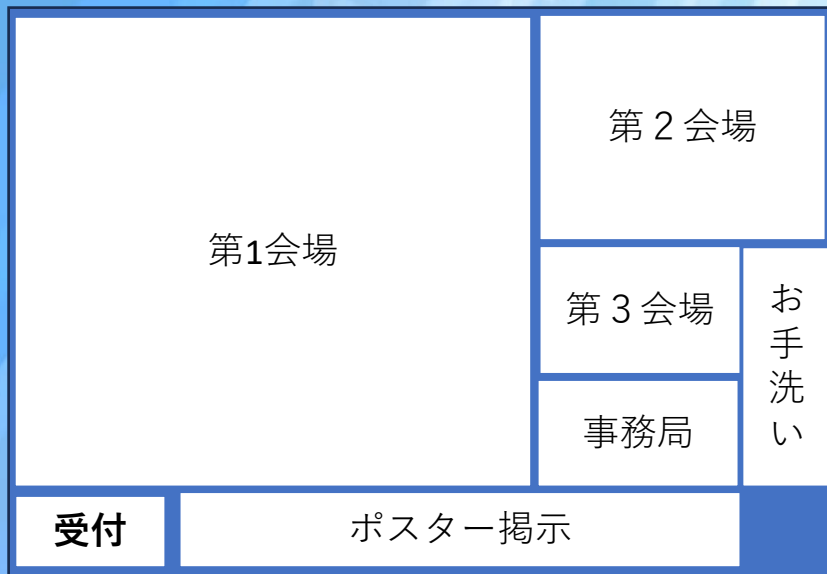 第1会場
第２会場
第３会場
お手洗い
事務局
受付
ポスター掲示